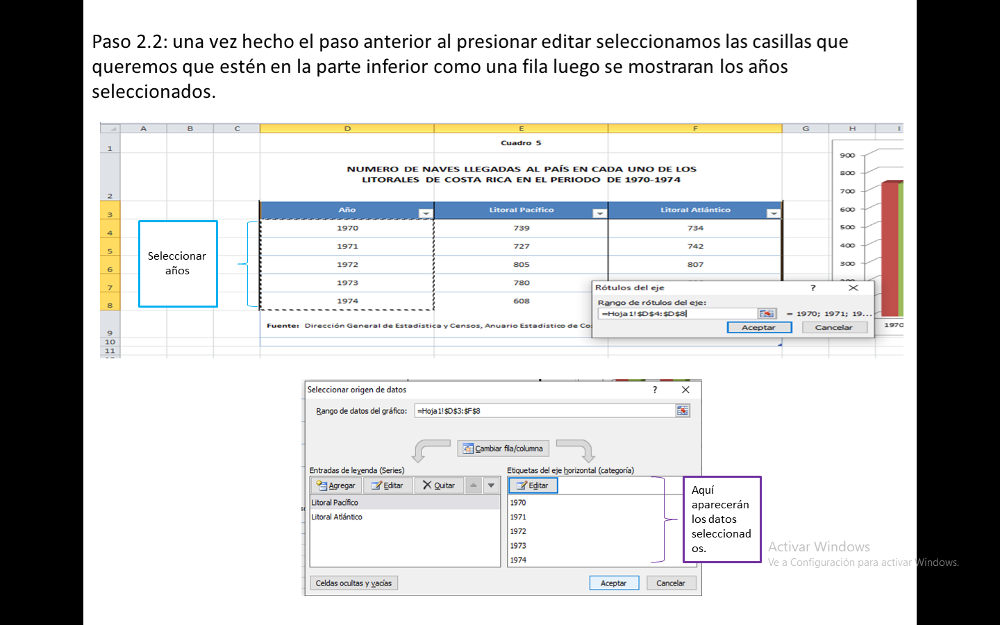 Paso 2.2: una vez hecho el paso anterior al presionar editar seleccionamos las casillas que
queremos que estén en la parte inferior como una fila luego se mostraran los años
seleccionados.
A B C D E F G H I
1 Cuadro 5
900
NUMERO DE NAVES LLEGADAS AL PAÍS EN CADA UNO DE LOS
800
LITORALES DE COSTA RICA EN EL PERIODO DE 1970-1974
2
700
3 Año Litoral Pacífico Litoral Atlántico
600
4 1970 739 734
500
5 1971 727 742
400
6 1972 805 807
300
7 1973 780
8 1974 608
Seleccionar
años
Rótulos del eje ? X
Rango de rótulos del eje:
=Hoja1!$D$4:$D$8 = 1970; 1971; 19...
Aceptar Cancelar
1970
9 Fuente: Dirección General de Estadística y Censos, Anuario Estadístico de Co
10
11
Seleccionar origen de datos ? X
Rango de datos del gráfico: =Hoja1!$D$3:$F$8
Cambiar fila/columna
Entradas de leyenda (Series) Etiquetas del eje horizontal (categoría)
Agregar Editar Quitar Editar
Litoral Pacífico 1970
Litoral Atlántico 1971
1972
1973
1974
Celdas ocultas y vacías Aceptar Cancelar
Aquí
aparecerán
los datos
seleccionad
os.
Activar Windows
Ve a Configuración para activar Windows.